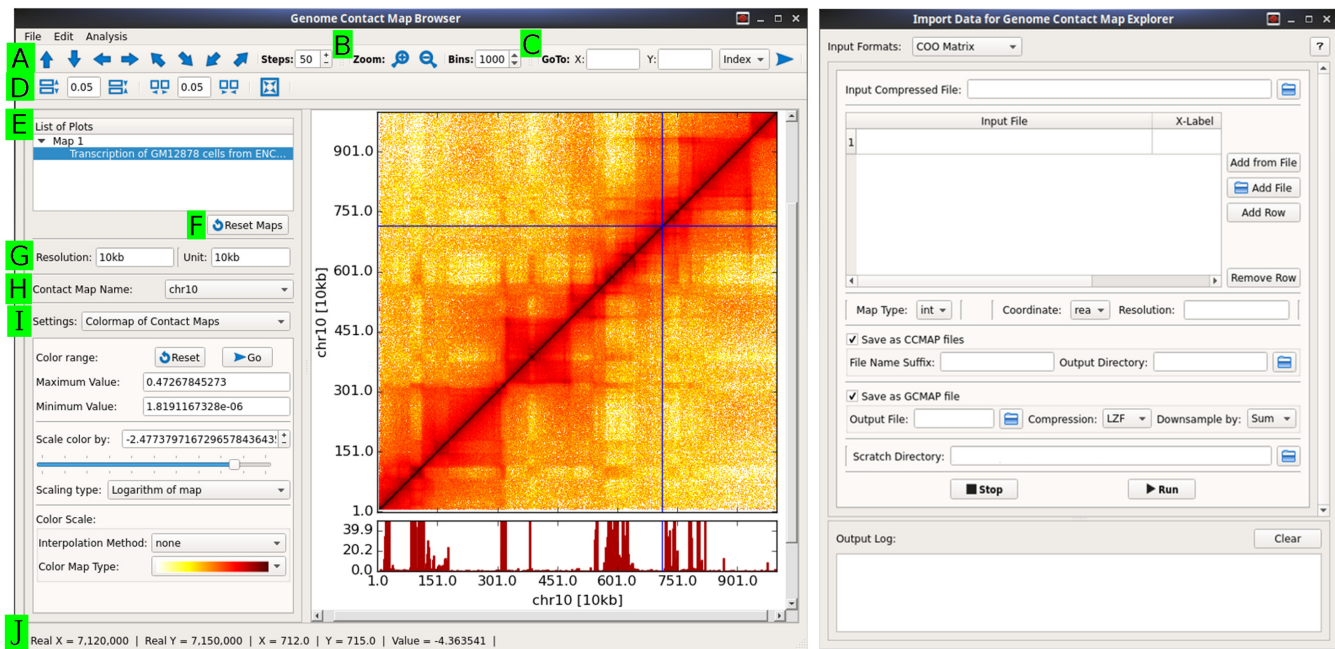 Genome Contact Map Browser
File Edit Analysis
A Steps: 50 B Zoom: Bins: 1000 C GoTo: X: Y: Index
D 0.05 0.05
E List of Plots
Map 1
Transcription of GM12878 cells from ENC...
F Reset Maps
G Resolution: 10kb Unit: 10kb
H Contact Map Name: chr10
I Settings: Colormap of Contact Maps
Color range: Reset Go
Maximum Value: 0.47267845273
Minimum Value: 1.8191167328e-06
Scale color by: -2.4773797167296578436435
Scaling type: Logarithm of map
Color Scale:
Interpolation Method: none
Color Map Type:
901.0
751.0
601.0
451.0
301.0
151.0
1.0
chr10 [10kb]
39.9
20.2
0.0
1.0 151.0 301.0 451.0 601.0 751.0 901.0
chr10 [10kb]
J Real X = 7,120,000 | Real Y = 7,150,000 | X = 712.0 | Y = 715.0 | Value = -4.363541 |
Import Data for Genome Contact Map Explorer
Input Formats: COO Matrix ?
Input Compressed File:
Input File X-Label
1
Add from File
Add File
Add Row
Remove Row
Map Type: int Coordinate: rea Resolution:
Save as CCMAP files
File Name Suffix: Output Directory:
Save as GCMAP file
Output File: Compression: LZF Downsample by: Sum
Scratch Directory:
Stop Run
Output Log: Clear